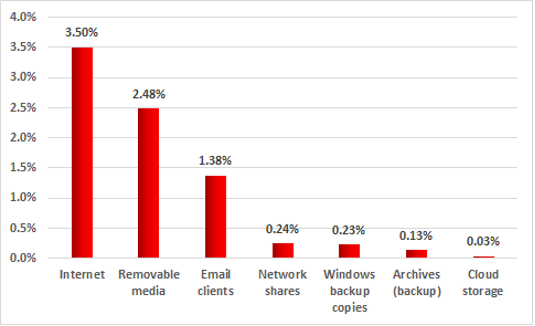 4.0%
3.5%
3.0%
2.5%
2.0%
1.5%
1.0%
0.5%
0.0%
3.50%
2.48%
1.38%
0.24%
0.23%
0.13%
0.03%
Internet
Removable
media
Email
clients
Network
shares
Windows
backup
copies
Archives
(backup)
Cloud
storage